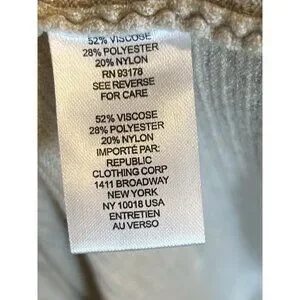 52% VISCOSE
28% POLYESTER
20% NYLON
RN 93178
SEE REVERSE
FOR CARE
52% VISCOSE
28% POLYESTER
20% NYLON
IMPORTÉ PAR:
REPUBLIC
CLOTHING CORP
1411 BROADWAY
NEW YORK
NY 10018 USA
ENTRETIEN
AU VERSO